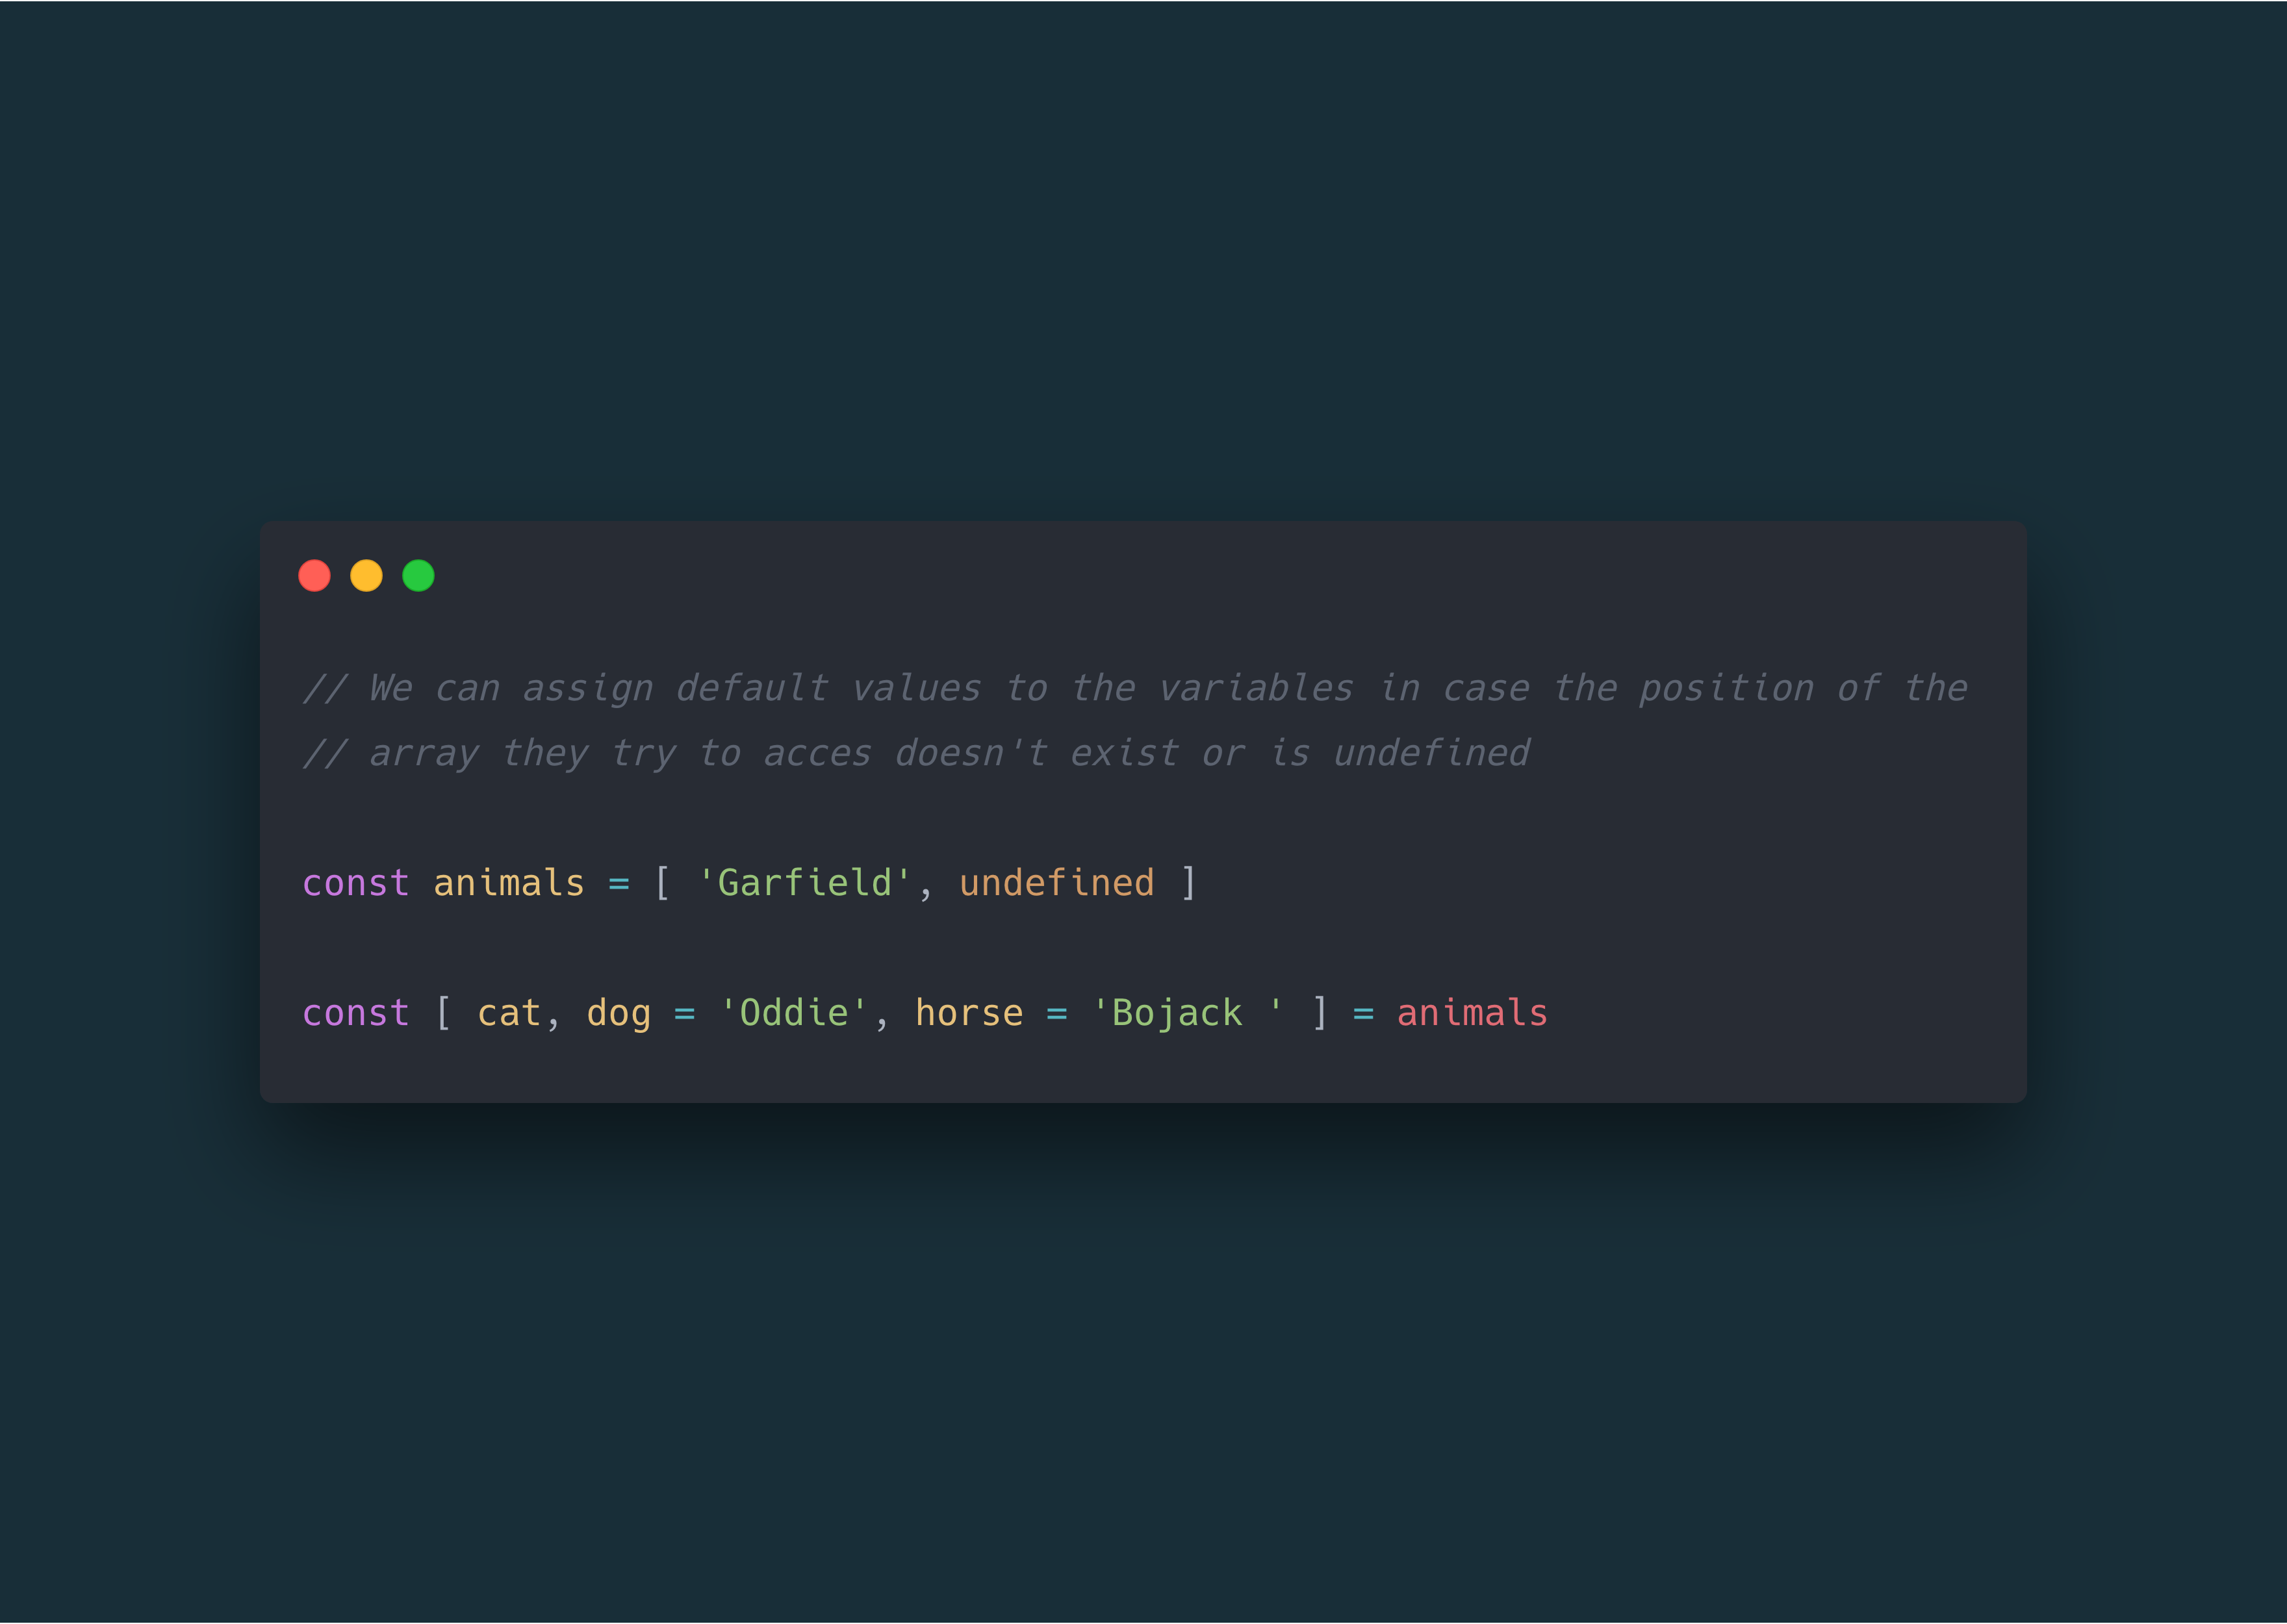 // We can assign default values to the variables in case the position of the
// array they try to acces doesn't exist or is undefined
const animals = [ 'Garfield', undefined ]
const [ cat, dog = 'Oddie', horse = 'Bojack ' ] = animals